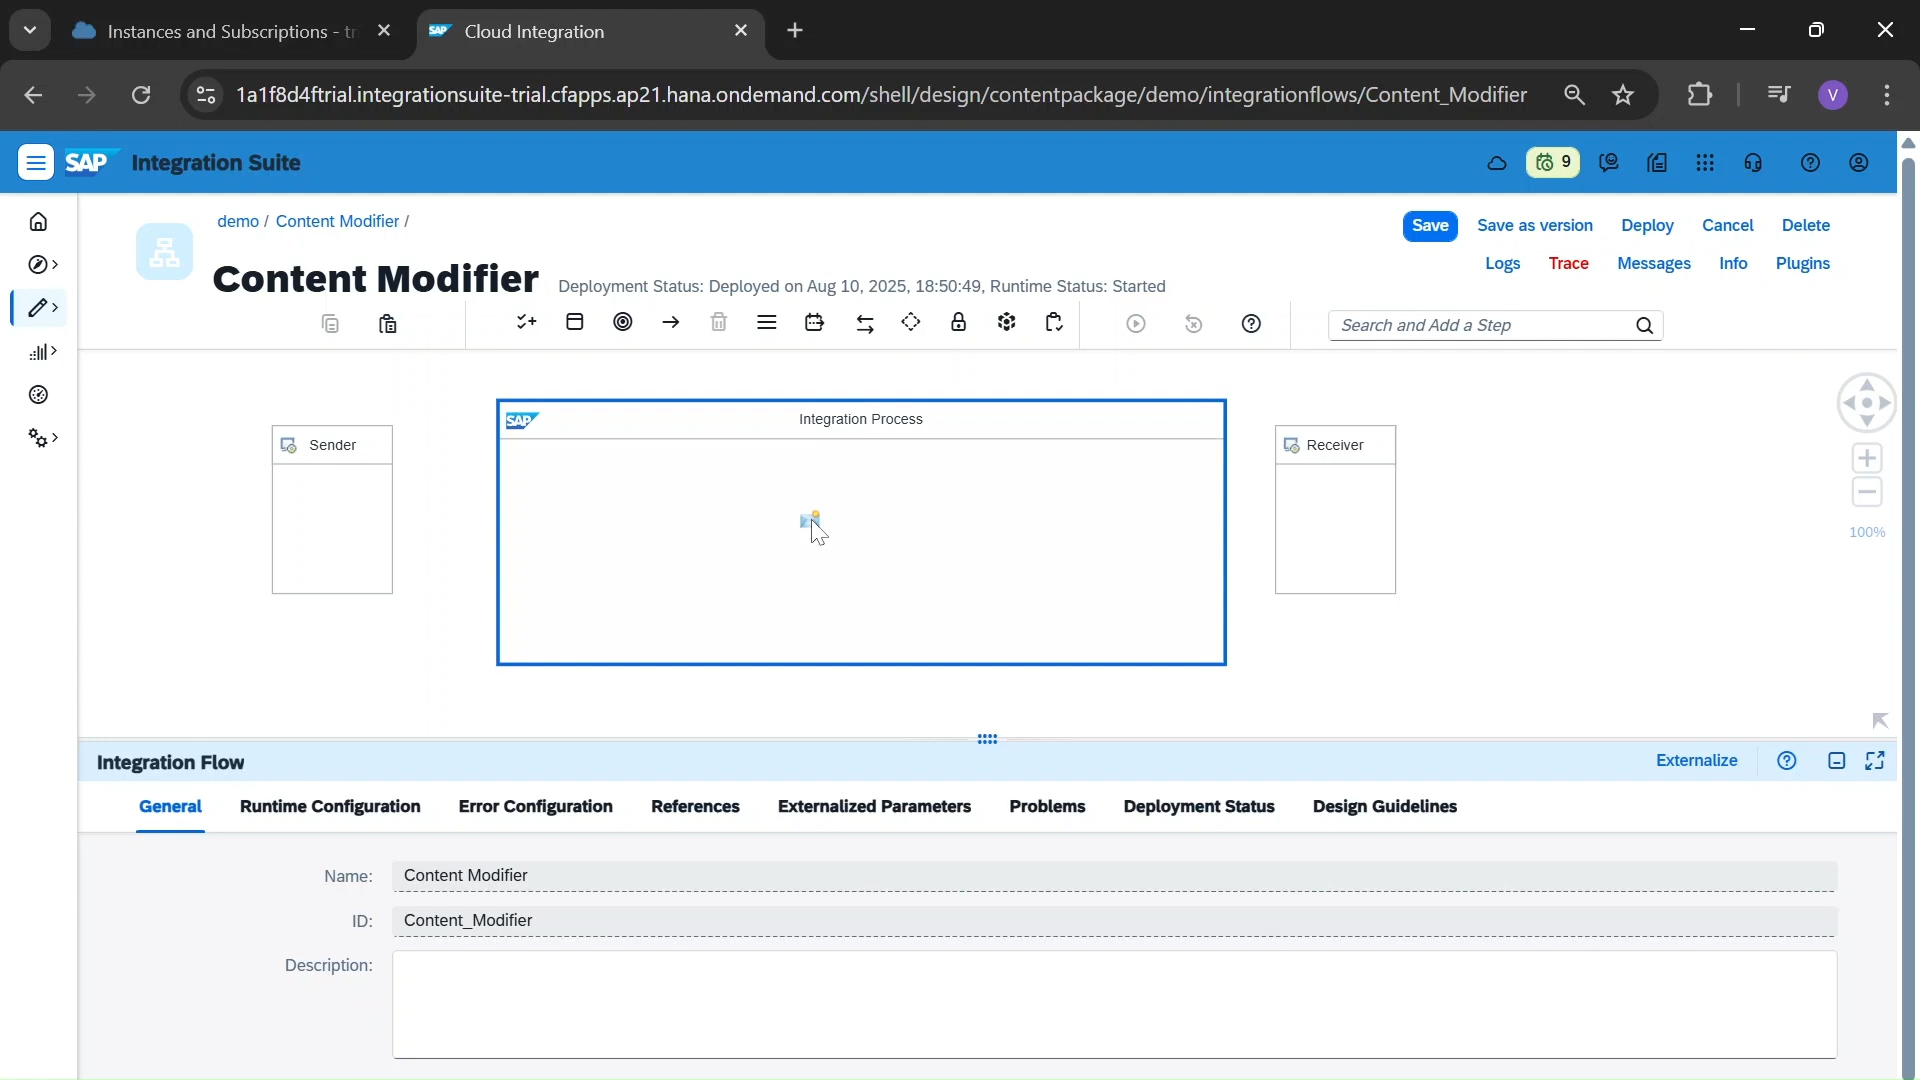 Instances and Subscriptions - tr
SAP Cloud Integration
1a1f8d4ftrial.integrationsuite-trial.cfapps.ap21.hana.ondemand.com/shell/design/contentpackage/demo/integrationflows/Content_Modifier
V
SAP Integration Suite
9
demo / Content Modifier /
Save Save as version Deploy Cancel Delete
Content Modifier Deployment Status: Deployed on Aug 10, 2025, 18:50:49, Runtime Status: Started
Logs Trace Messages Info Plugins
Search and Add a Step
SAP Integration Process
Sender
Receiver
100%
Integration Flow
Externalize
General Runtime Configuration Error Configuration References Externalized Parameters Problems Deployment Status Design Guidelines
Name: Content Modifier
ID: Content_Modifier
Description: